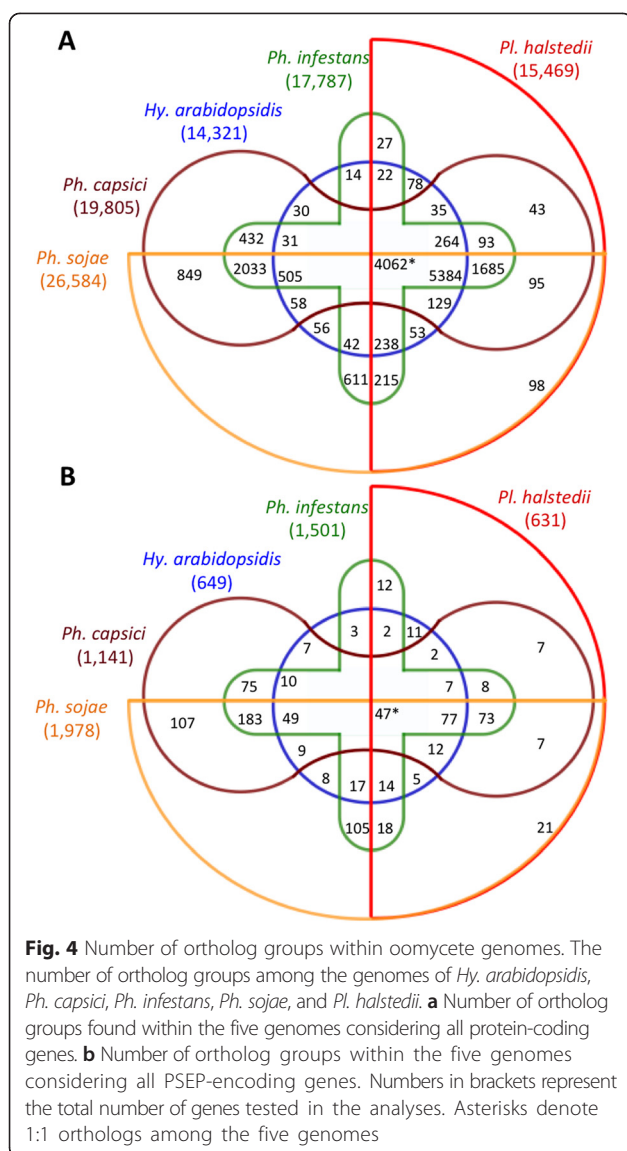 A
Ph. infestans
(17,787)
Pl. halstedii
(15,469)
Hy. arabidopsidis
(14,321)
Ph. capsici
(19,805)
Ph. sojae
(26,584)
27
14 22 78
30 35 43
432 31 264 93
849 2033 505 4062* 5384 1685 95
58 129
56 42 238 53
611 215 98
B
Ph. infestans
(1,501)
Pl. halstedii
(631)
Hy. arabidopsidis
(649)
Ph. capsici
(1,141)
Ph. sojae
(1,978)
12
3 2 11
7 2 7
75 10 7 8
107 183 49 47* 77 73 7
9 12
8 17 14 5
105 18 21
Fig. 4 Number of ortholog groups within oomycete genomes. The
number of ortholog groups among the genomes of Hy. arabidopsidis,
Ph. capsici, Ph. infestans, Ph. sojae, and Pl. halstedii. a Number of ortholog
groups found within the five genomes considering all protein-coding
genes. b Number of ortholog groups within the five genomes
considering all PSEP-encoding genes. Numbers in brackets represent
the total number of genes tested in the analyses. Asterisks denote
1:1 orthologs among the five genomes